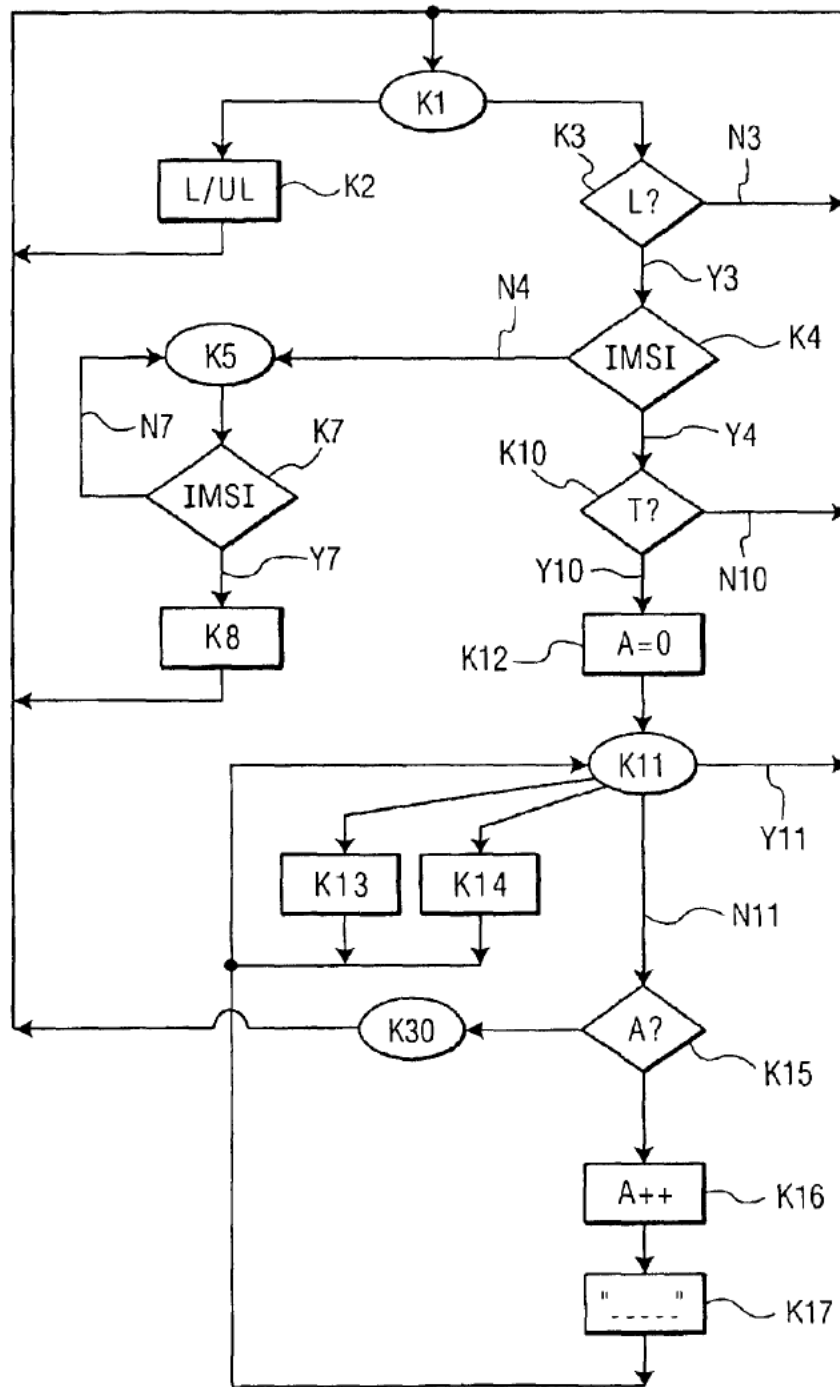 K1
K3
N3
L/UL
K2
L?
Y3
N4
K4
K5
IMSI
N7
K7
Y4
K10
IMSI
T?
Y7
Y10
N10
K8
K12
A=0
K11
Y11
K13
K14
N11
K30
A?
K15
A++
K16
"_ _ _ _ _"
K17